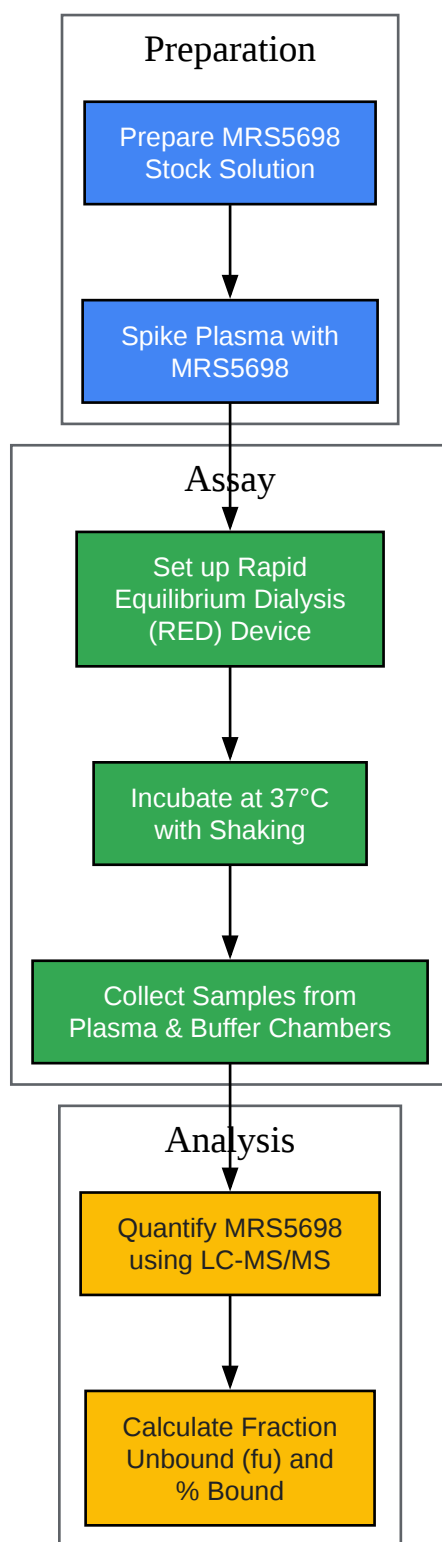 Preparation
Prepare MRS5698
Stock Solution
Spike Plasma with
MRS5698
Assay
Set up Rapid
Equilibrium Dialysis
(RED) Device
Incubate at 37°C
with Shaking
Collect Samples from
Plasma & Buffer Chambers
Analysis
Quantify MRS5698
using LC-MS/MS
Calculate Fraction
Unbound (fu) and
% Bound